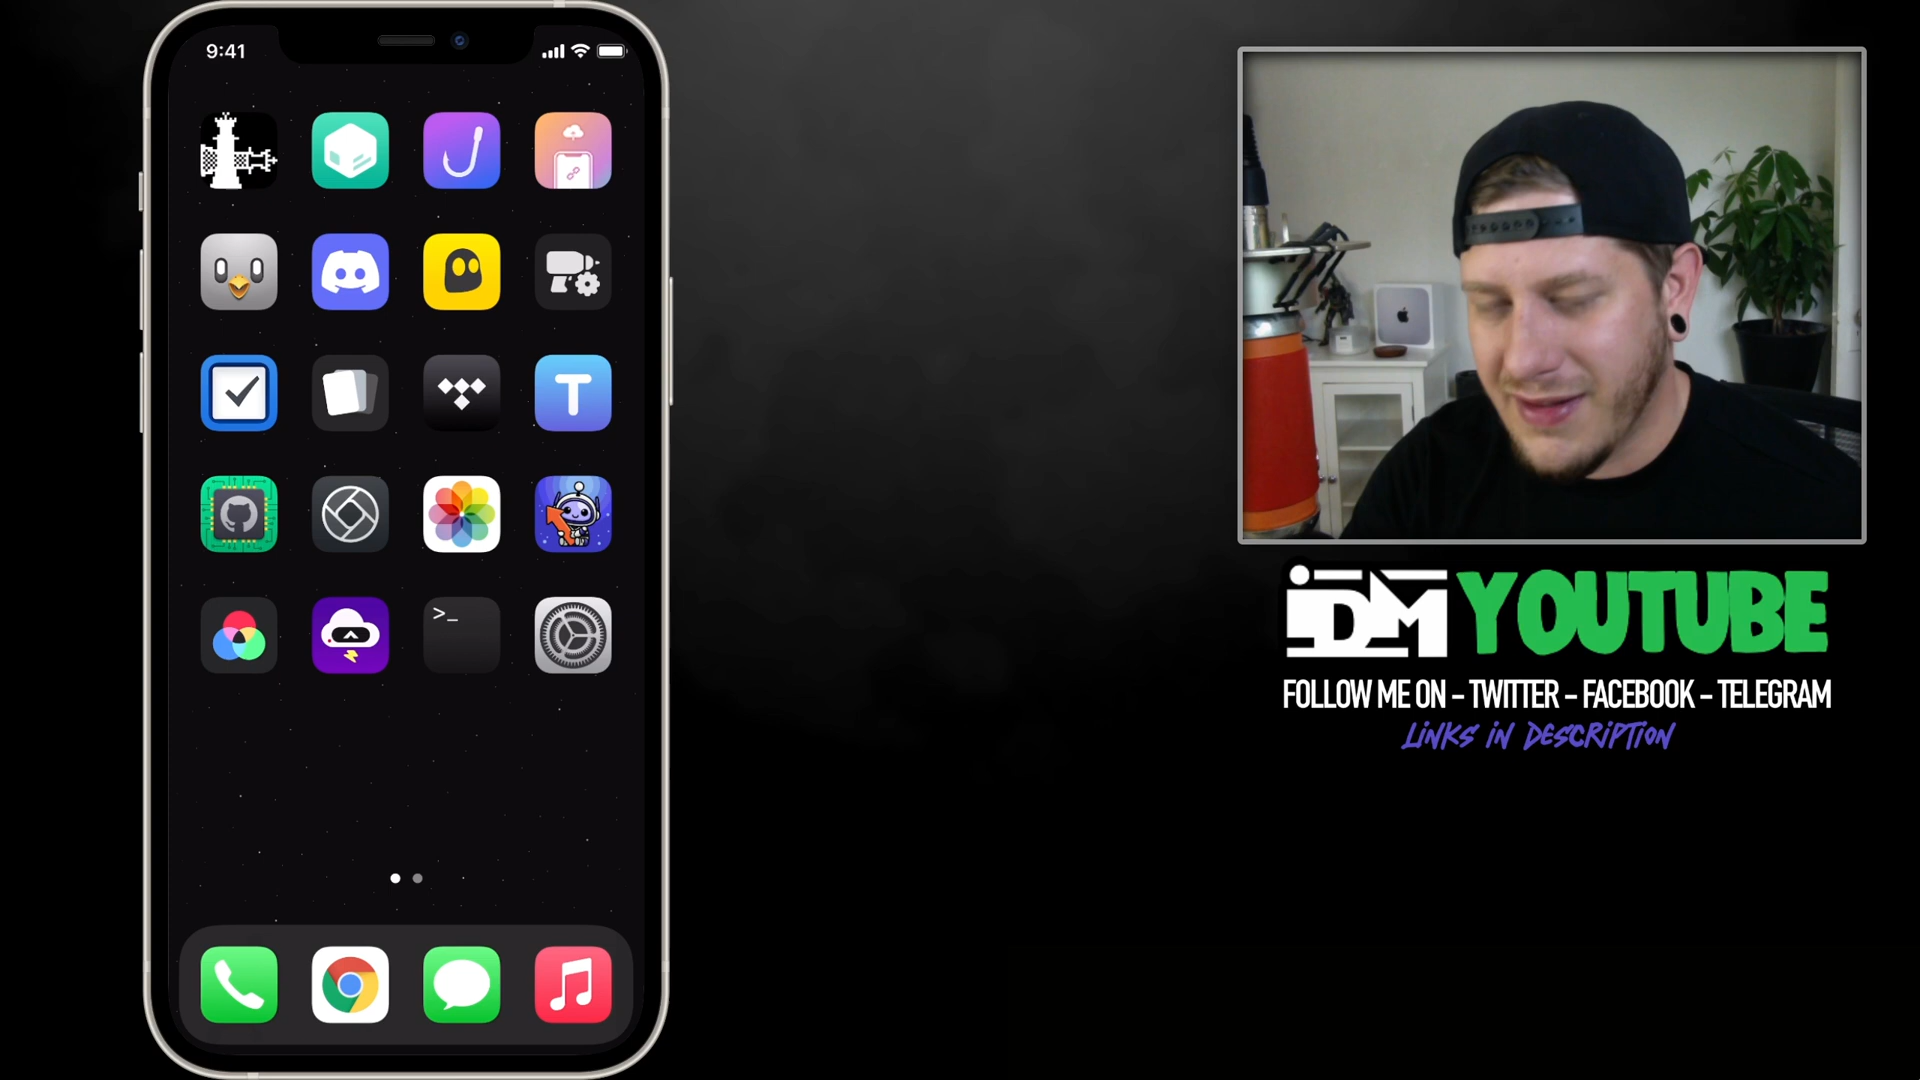 9:41
T
>_
iDM YOUTUBE
FOLLOW ME ON - TWITTER - FACEBOOK - TELEGRAM
LINKS IN DESCRIPTION